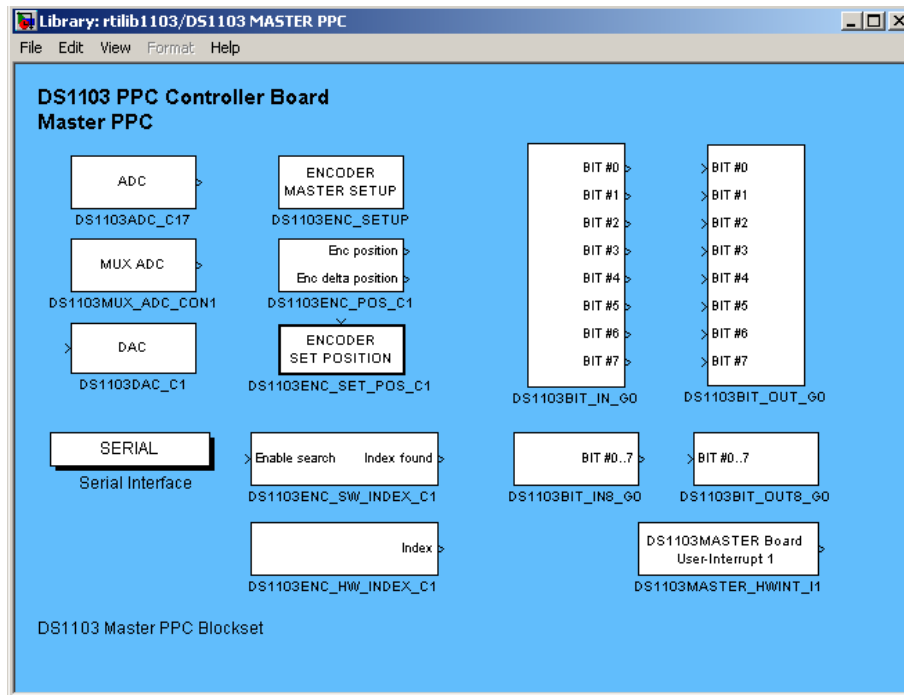 Library: rtilib1103/DS1103 MASTER PPC
File Edit View Format Help
DS1103 PPC Controller Board
Master PPC
ADC
DS1103ADC_C17
MUX ADC
DS1103MUX_ADC_CON1
DAC
DS1103DAC_C1
SERIAL
Serial Interface
ENCODER
MASTER SETUP
DS1103ENC_SETUP
Enc position
Enc delta position
DS1103ENC_POS_C1
ENCODER
SET POSITION
DS1103ENC_SET_POS_C1
Enable search Index found
DS1103ENC_SW_INDEX_C1
Index
DS1103ENC_HW_INDEX_C1
BIT #0
BIT #1
BIT #2
BIT #3
BIT #4
BIT #5
BIT #6
BIT #7
DS1103BIT_IN_G0
BIT #0
BIT #1
BIT #2
BIT #3
BIT #4
BIT #5
BIT #6
BIT #7
DS1103BIT_OUT_G0
BIT #0..7
DS1103BIT_IN8_G0
BIT #0..7
DS1103BIT_OUT8_G0
DS1103MASTER Board
User-Interrupt 1
DS1103MASTER_HWINT_I1
DS1103 Master PPC Blockset